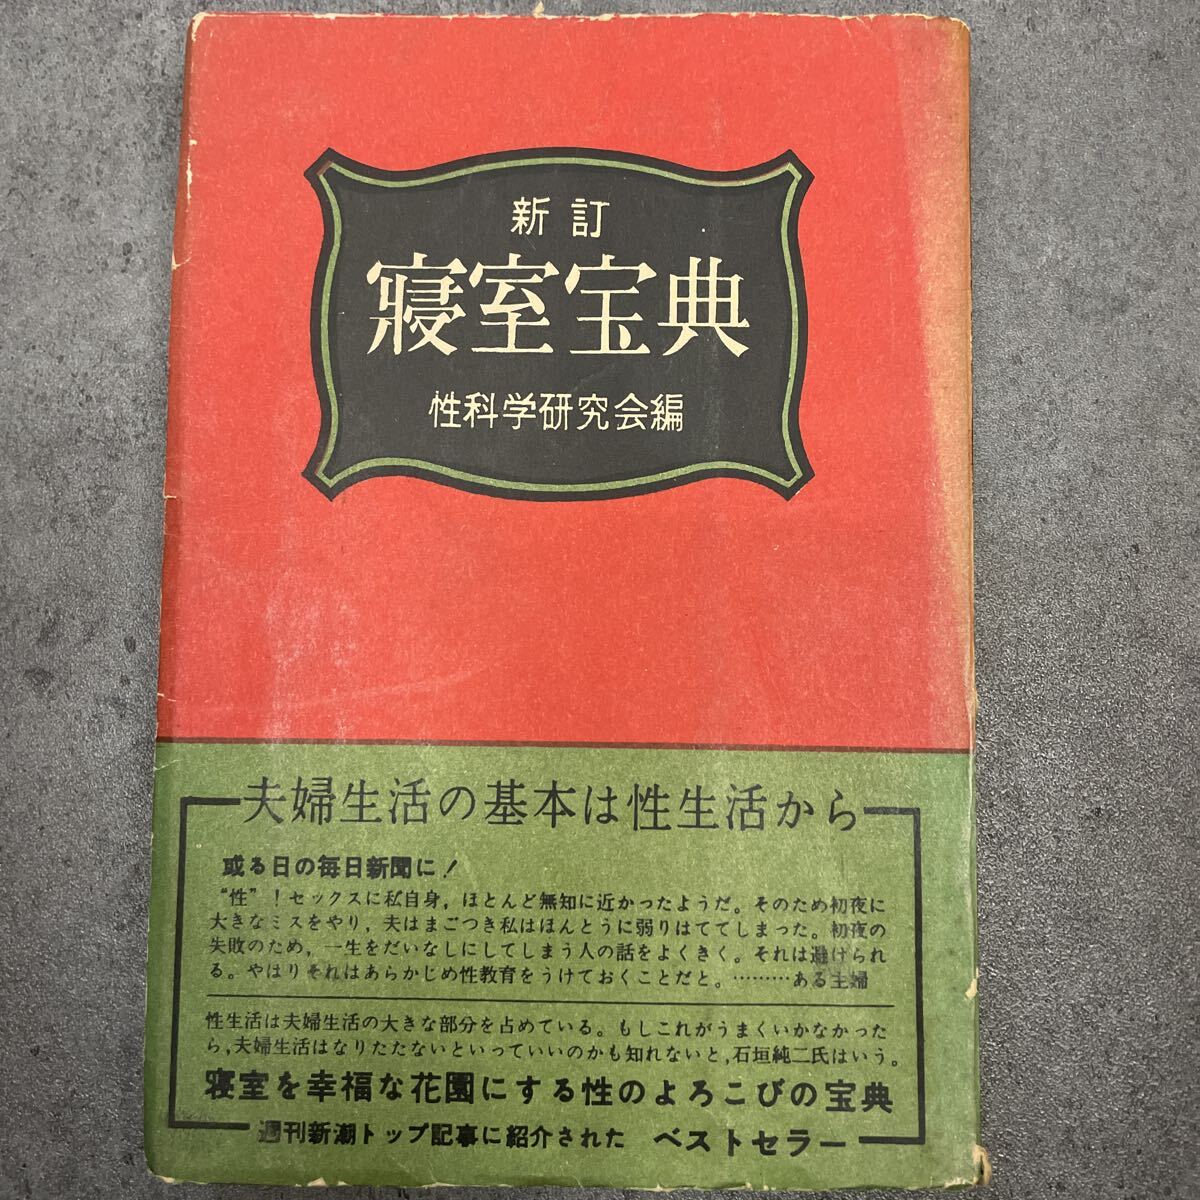 新訂
寝室宝典
性科学研究会編
夫婦生活の基本は性生活から
或る日の毎日新聞に！
“性”！セックスに私自身，ほとんど無知に近かったようだ。そのため初夜に
大きなミスをやり，夫はまごつき私はほんとうに弱りはててしまった。初夜の
失敗のため，一生をだいなしにしてしまう人の話をよくきく。それは避けられ
る。やはりそれはあらかじめ性教育をうけておくことだと。………ある主婦
性生活は夫婦生活の大きな部分を占めている。もしこれがうまくいかなかった
ら，夫婦生活はなりたたないといっていいのかも知れないと，石垣純二氏はいう。
寝室を幸福な花園にする性のよろこびの宝典
週刊新潮トップ記事に紹介された ベストセラー